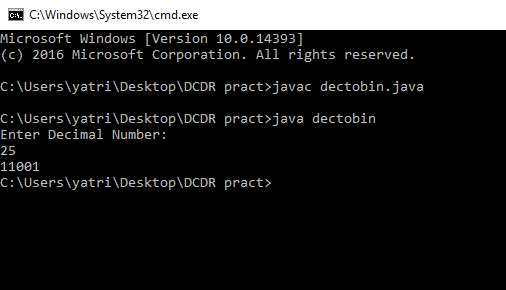 C:\Windows\System32\cmd.exe
Microsoft Windows [Version 10.0.14393]
(c) 2016 Microsoft Corporation. All rights reserved.
C:\Users\yatri\Desktop\DCDR pract>javac dectobin.java
C:\Users\yatri\Desktop\DCDR pract>java dectobin
Enter Decimal Number:
25
11001
C:\Users\yatri\Desktop\DCDR pract>